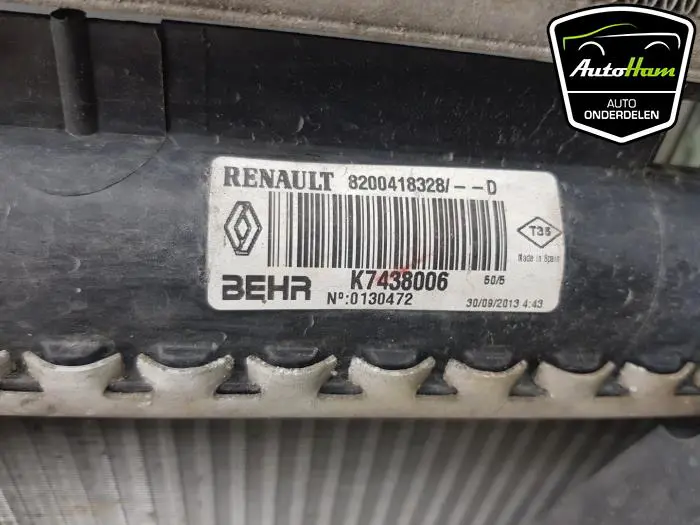 AutoHam
AUTO
ONDERDELEN
RENAULT 8200418328/--D
T35
Made in Spain
BEHR K7438006 50/5
Nº:0130472 30/09/2013 4:43